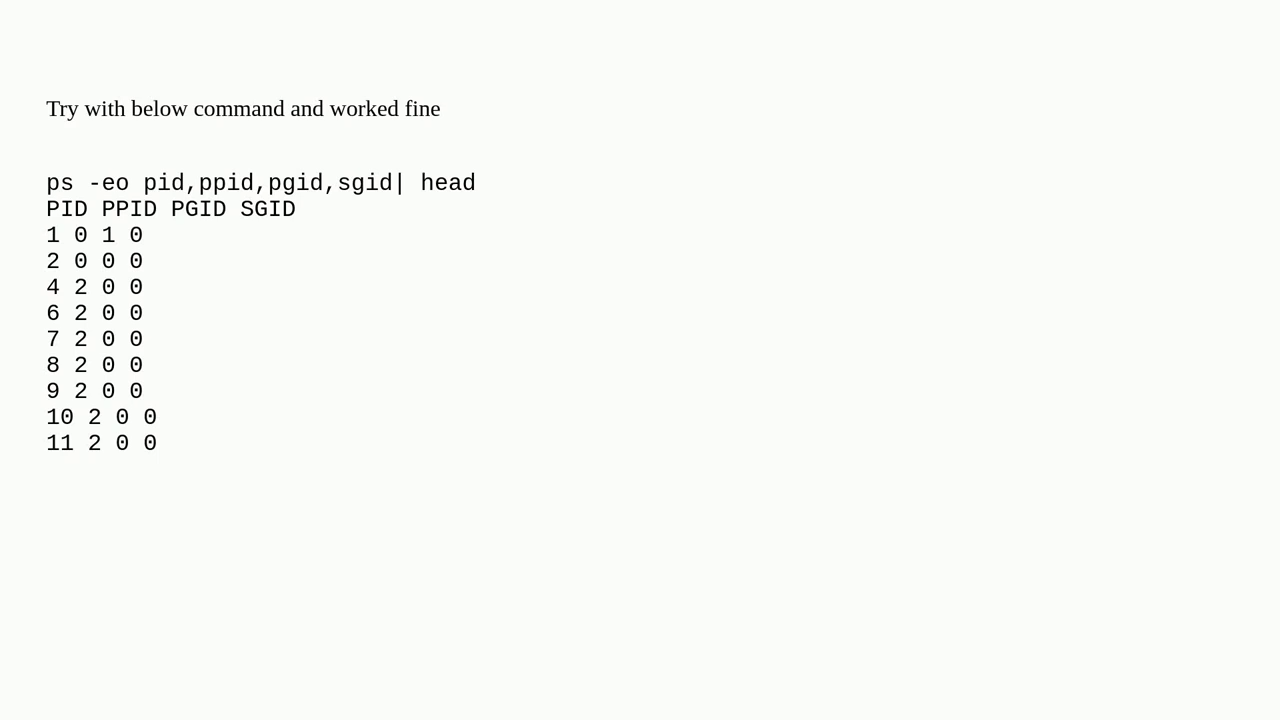 Try with below command and worked fine
ps -eo pid,ppid,pgid,sgid| head
PID PPID PGID SGID
1 0 1 0
2 0 0 0
4 2 0 0
6 2 0 0
7 2 0 0
8 2 0 0
9 2 0 0
10 2 0 0
11 2 0 0